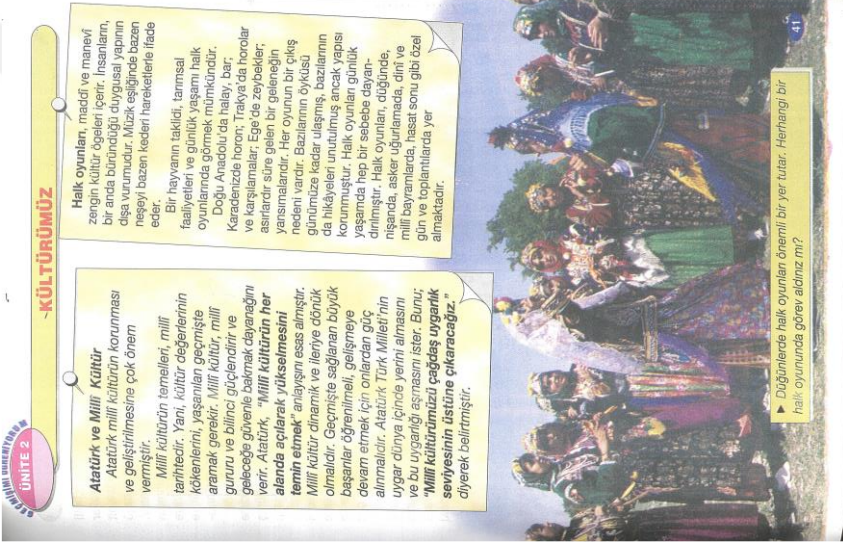 GEÇMİŞİMİ ÖĞRENİYORUM
ÜNİTE 2
KÜLTÜRÜMÜZ
Atatürk ve Millî Kültür
Atatürk millî kültürün korunması
ve geliştirilmesine çok önem
vermiştir.
Millî kültürün temelleri, millî
tarihtedir. Yani, kültür değerlerinin
kökenlerini, yaşanılan geçmişte
aramak gerekir. Millî kültür, millî
gururu ve bilinci güçlendirir ve
geleceğe güvenle bakmak dayanağını
verir. Atatürk, "Millî kültürün her
alanda açılarak yükselmesini
temin etmek" anlayışını esas almıştır.
Millî kültür dinamik ve ileriye dönük
olmalıdır. Geçmişte sağlanan büyük
başarılar öğrenilmeli, gelişmeye
devam etmek için onlardan güç
alınmalıdır. Atatürk Türk Milleti'nin
uygar dünya içinde yerini almasını
ve bu uygarlığı aşmasını ister. Bunu;
"Millî kültürümüzü çağdaş uygarlık
seviyesinin üstüne çıkaracağız."
diyerek belirtmiştir.
Halk oyunları, maddî ve manevî
zengin kültür ögeleri içerir. İnsanların,
bir anda büründüğü duygusal yapının
dışa vurumudur. Müzik eşliğinde bazen
neşeyi bazen kederi hareketlerle ifade
eder.
Bir hayvanın taklidi, tarımsal
faaliyetleri ve günlük yaşamı halk
oyunlarında görmek mümkündür.
Doğu Anadolu'da halay, bar;
Karadenizde horon; Trakya'da horolar
ve karşılamalar; Ege'de zeybekler;
asırlardır süre gelen bir geleneğin
yansımalarıdır. Her oyunun bir çıkış
nedeni vardır. Bazılarının öyküsü
günümüze kadar ulaşmış, bazılarının
da hikâyeleri unutulmuş ancak yapısı
korunmuştur. Halk oyunları günlük
yaşamda hep bir sebebe dayan-
dırılmıştır. Halk oyunları, düğünde,
nişanda, asker uğurlamada, dinî ve
millî bayramlarda, hasat sonu gibi özel
gün ve toplantılarda yer
almaktadır.
► Düğünlerde halk oyunları önemli bir yer tutar. Herhangi bir
halk oyununda görev aldınız mı?
41